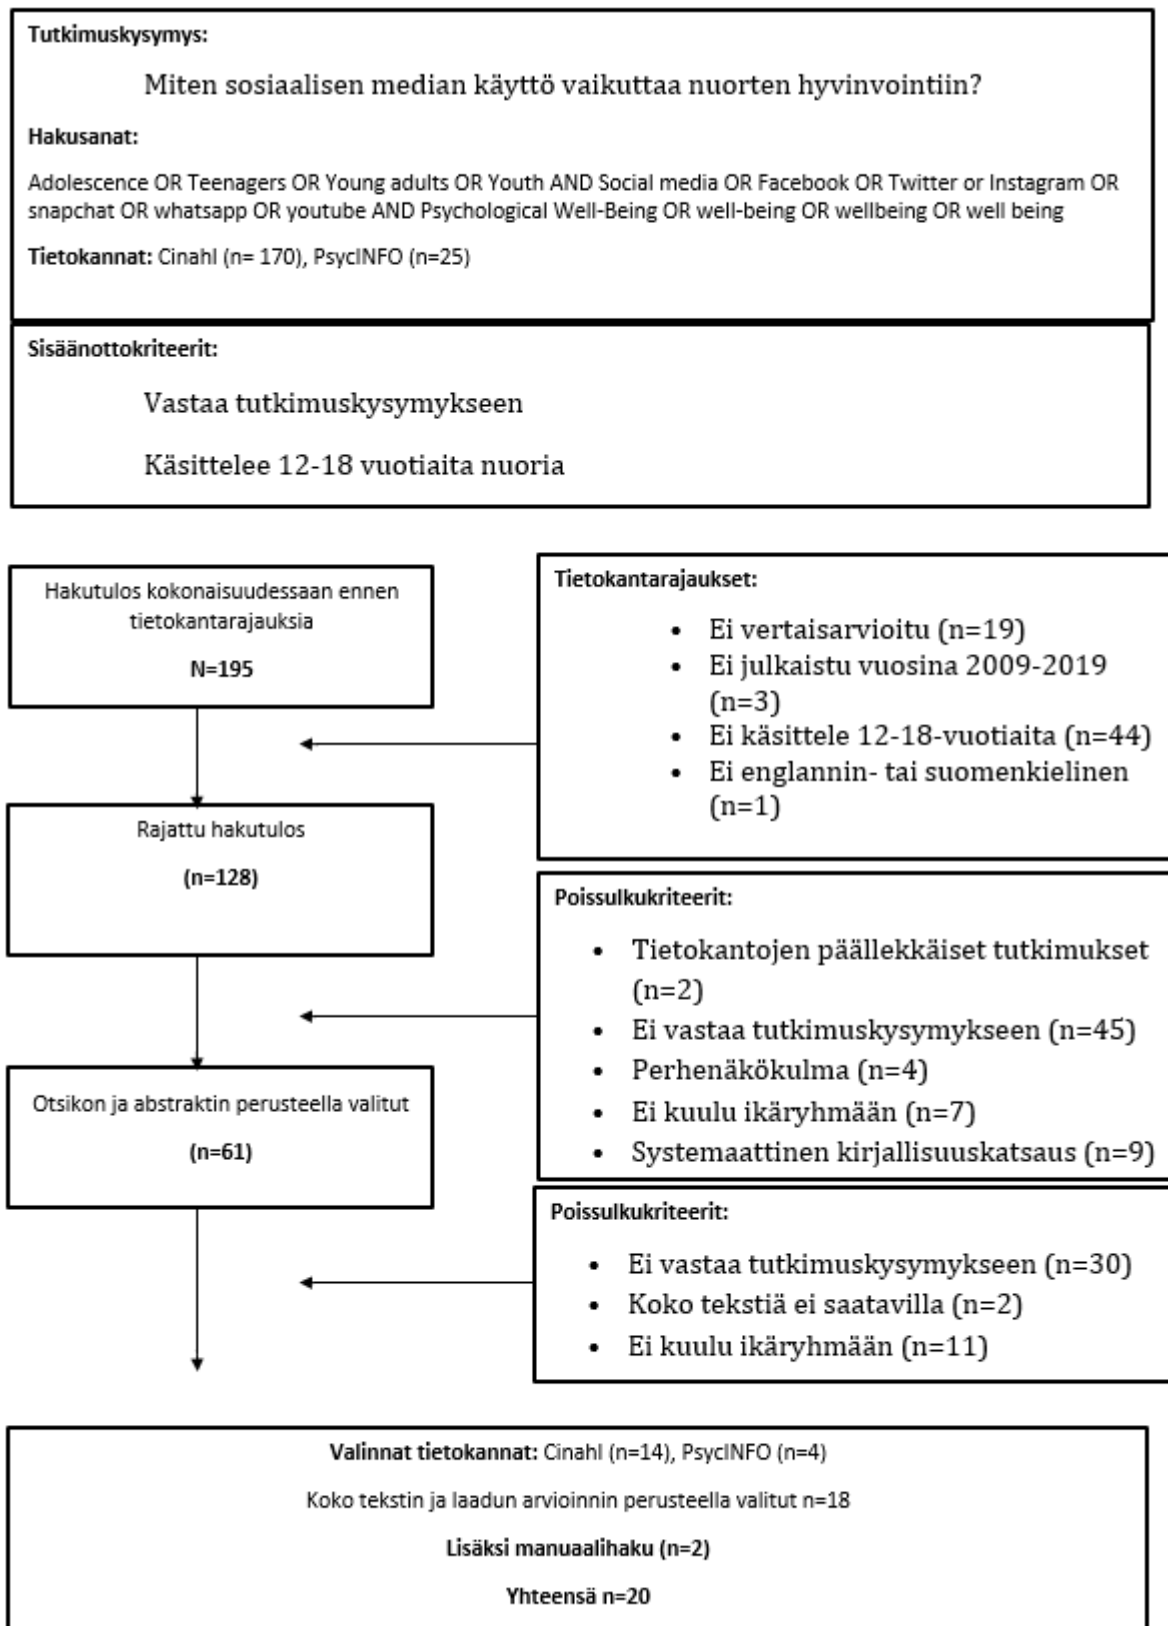 Tutkimuskysymys:
Miten sosiaalisen median käyttö vaikuttaa nuorten hyvinvointiin?
Hakusanat:
Adolescence OR Teenagers OR Young adults OR Youth AND Social media OR Facebook OR Twitter or Instagram OR
snapchat OR whatsapp OR youtube AND Psychological Well-Being OR well-being OR wellbeing OR well being
Tietokannat: Cinahl (n= 170), PsycINFO (n=25)
Sisäänottokriteerit:
Vastaa tutkimuskysymykseen
Käsittelee 12-18 vuotiaita nuoria
Hakutulos kokonaisuudessaan ennen
tietokantarajauksia
N=195
Tietokantarajaukset:
• Ei vertaisarvioitu (n=19)
• Ei julkaistu vuosina 2009-2019
(n=3)
• Ei käsittele 12-18-vuotiaita (n=44)
• Ei englannin- tai suomenkielinen
(n=1)
Rajattu hakutulos
(n=128)
Poissulkukriteerit:
• Tietokantojen päällekkäiset tutkimukset
(n=2)
• Ei vastaa tutkimuskysymykseen (n=45)
• Perhenäkökulma (n=4)
• Ei kuulu ikäryhmään (n=7)
• Systemaattinen kirjallisuuskatsaus (n=9)
Otsikon ja abstraktin perusteella valitut
(n=61)
Poissulkukriteerit:
• Ei vastaa tutkimuskysymykseen (n=30)
• Koko tekstiä ei saatavilla (n=2)
• Ei kuulu ikäryhmään (n=11)
Valinnat tietokannat: Cinahl (n=14), PsycINFO (n=4)
Koko tekstin ja laadun arvioinnin perusteella valitut n=18
Lisäksi manuaalihaku (n=2)
Yhteensä n=20